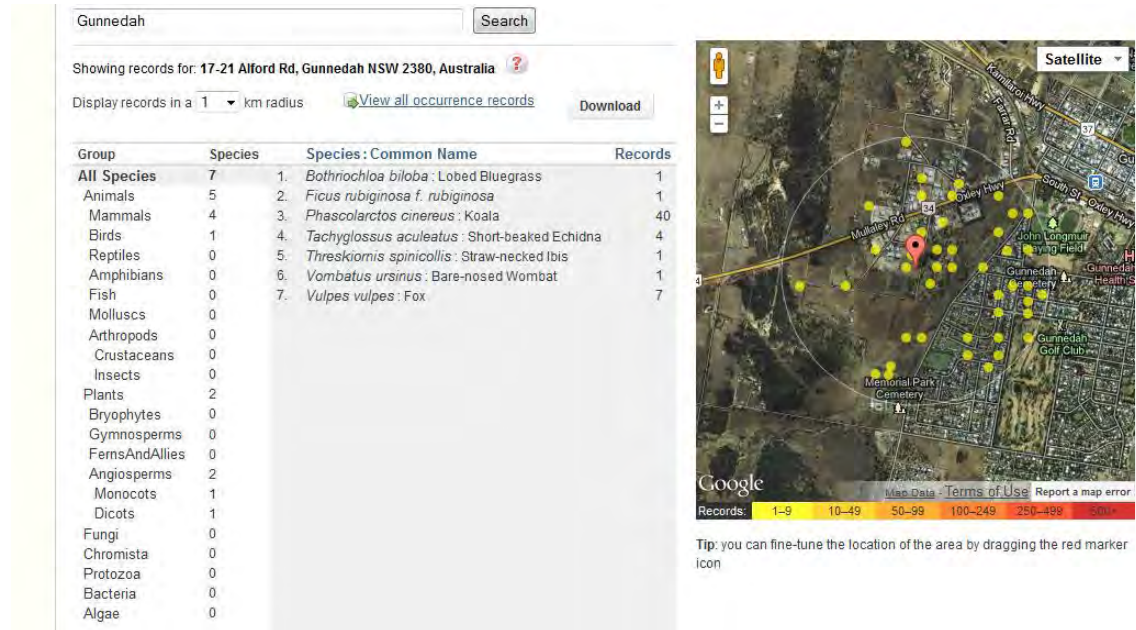 Gunnedah
Search
Showing records for: 17-21 Alford Rd, Gunnedah NSW 2380, Australia ?
Display records in a 1 km radius
View all occurrence records
Download
Group Species Species : Common Name Records
All Species 7 1. Bothriochloa biloba : Lobed Bluegrass 1
Animals 5 2. Ficus rubiginosa f. rubiginosa 1
Mammals 4 3. Phascolarctos cinereus : Koala 40
Birds 1 4. Tachyglossus aculeatus : Short-beaked Echidna 4
Reptiles 0 5. Threskiornis spinicollis : Straw-necked Ibis 1
Amphibians 0 6. Vombatus ursinus : Bare-nosed Wombat 1
Fish 0 7. Vulpes vulpes : Fox 7
Molluscs 0
Arthropods 0
Crustaceans 0
Insects 0
Plants 2
Bryophytes 0
Gymnosperms 0
FernsAndAllies 0
Angiosperms 2
Monocots 1
Dicots 1
Fungi 0
Chromista 0
Protozoa 0
Bacteria 0
Algae 0
Satellite
+
−
Kamilaroi Hwy
Farrar Rd
37
Gu
South St
Oxley Hwy
Oxley Hwy
34
Mullaley Rd
John Longmuir
Playing Field
H
Gunnedah
Cemetery
Gunnedah
Health S
4
Gunnedah
Golf Club
Memorial Park
Cemetery
Google
Map Data - Terms of Use Report a map error
Records: 1–9 10–49 50–99 100–249 250–499 500+
Tip: you can fine-tune the location of the area by dragging the red marker
icon